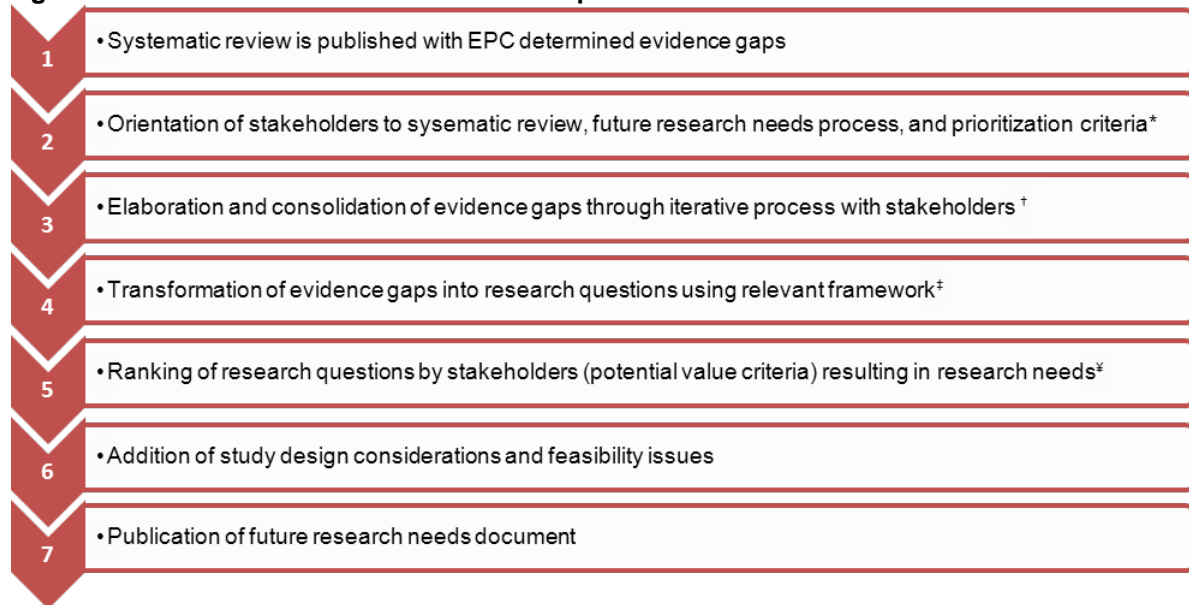 1
•Systematic review is published with EPC determined evidence gaps
2
•Orientation of stakeholders to sysematic review, future research needs process, and prioritization criteria*
3
•Elaboration and consolidation of evidence gaps through iterative process with stakeholders †
4
•Transformation of evidence gaps into research questions using relevant framework‡
5
•Ranking of research questions by stakeholders (potential value criteria) resulting in research needs¥
6
•Addition of study design considerations and feasibility issues
7
•Publication of future research needs document